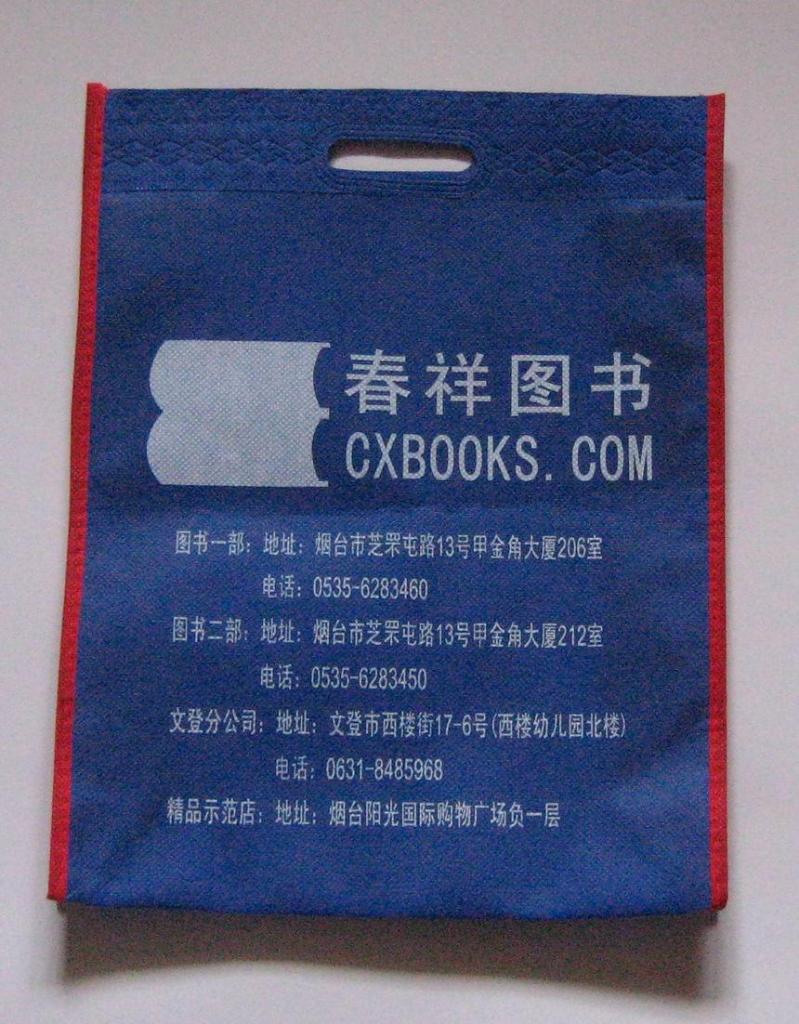 春祥图书
CXBOOKS.COM
图书一部：地址：烟台市芝罘屯路13号甲金角大厦206室
电话：0535-6283460
图书二部：地址：烟台市芝罘屯路13号甲金角大厦212室
电话：0535-6283450
文登分公司：地址：文登市西楼街17-6号(西楼幼儿园北楼)
电话：0631-8485968
精品示范店：地址：烟台阳光国际购物广场负一层